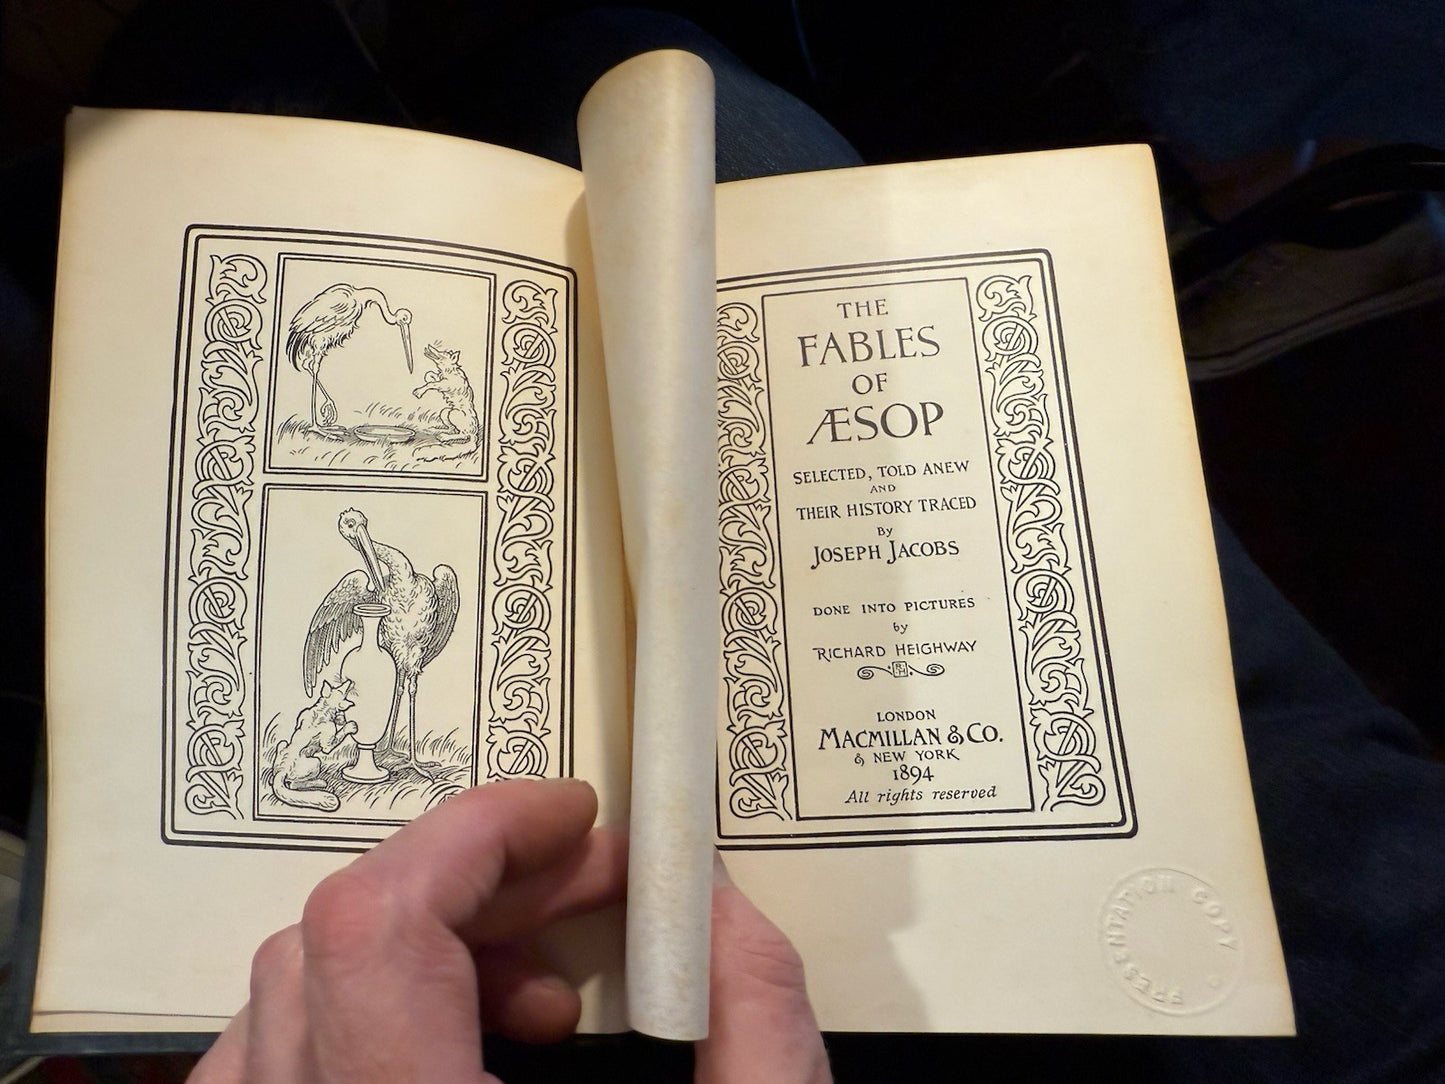 THE
FABLES
OF
ÆSOP
SELECTED, TOLD ANEW
AND
THEIR HISTORY TRACED
By
JOSEPH JACOBS
DONE INTO PICTURES
by
RICHARD HEIGHWAY
RH
LONDON
MACMILLAN & CO.
& NEW YORK
1894
All rights reserved
PRESENTATION COPY